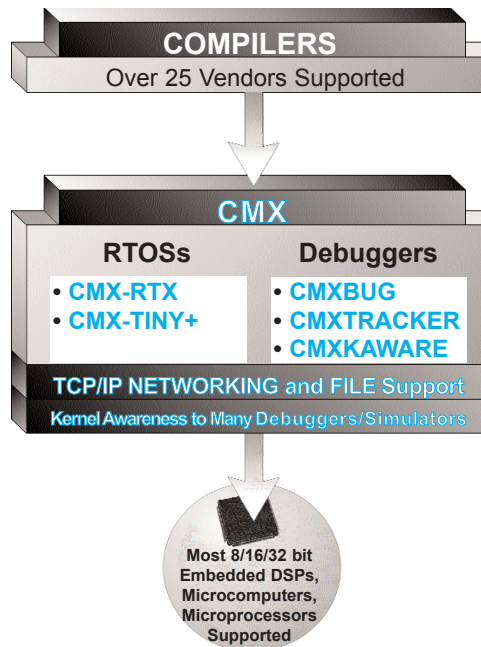 COMPILERS
Over 25 Vendors Supported
CMX
RTOSs
• CMX-RTX
• CMX-TINY+
Debuggers
• CMXBUG
• CMXTRACKER
• CMXKAWARE
TCP/IP NETWORKING and FILE Support
Kernel Awareness to Many Debuggers/Simulators
Most 8/16/32 bit
Embedded DSPs,
Microcomputers,
Microprocessors
Supported